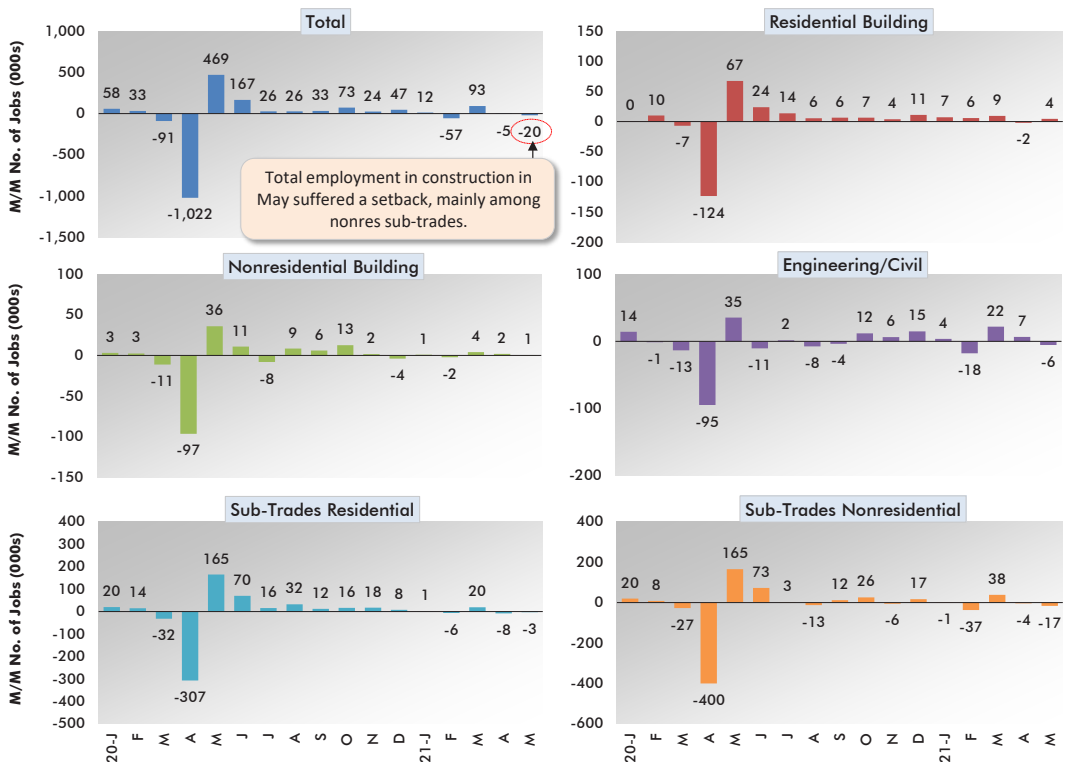 Total
M/M No. of Jobs (000s)
1,000
500
0
-500
-1,000
-1,500
58 33 -91 -1,022 469 167 26 26 33 73 24 47 12 -57 93 -5 -20
Total employment in construction in
May suffered a setback, mainly among
nonres sub-trades.
Residential Building
150
100
50
0
-50
-100
-150
-200
0 10 -7 -124 67 24 14 6 6 7 4 11 7 6 9 -2 4
Nonresidential Building
M/M No. of Jobs (000s)
100
50
0
-50
-100
-150
3 3 -11 -97 36 11 -8 9 6 13 2 -4 1 -2 4 2 1
Engineering/Civil
100
0
-100
-200
14 -1 -13 -95 35 -11 2 -8 -4 12 6 15 4 -18 22 7 -6
Sub-Trades Residential
M/M No. of Jobs (000s)
400
300
200
100
0
-100
-200
-300
-400
-500
20 14 -32 -307 165 70 16 32 12 16 18 8 1 -6 20 -8 -3
20-J F M A M J J A S O N D 21-J F M A M
Sub-Trades Nonresidential
400
200
0
-200
-400
-600
20 8 -27 -400 165 73 3 -13 12 26 -6 17 -1 -37 38 -4 -17
20-J F M A M J J A S O N D 21-J F M A M